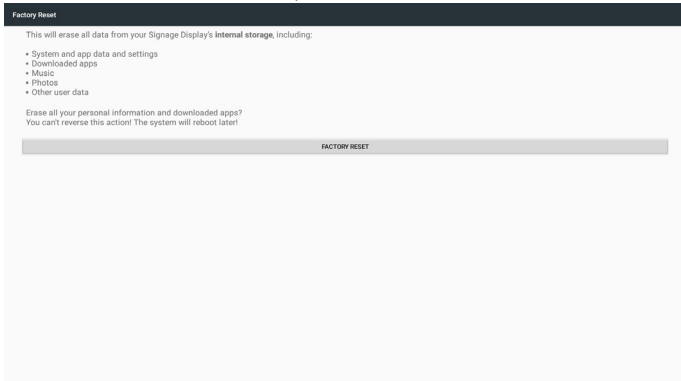 Factory Reset
This will erase all data from your Signage Display's internal storage, including:
• System and app data and settings
• Downloaded apps
• Music
• Photos
• Other user data
Erase all your personal information and downloaded apps?
You can't reverse this action! The system will reboot later!
FACTORY RESET